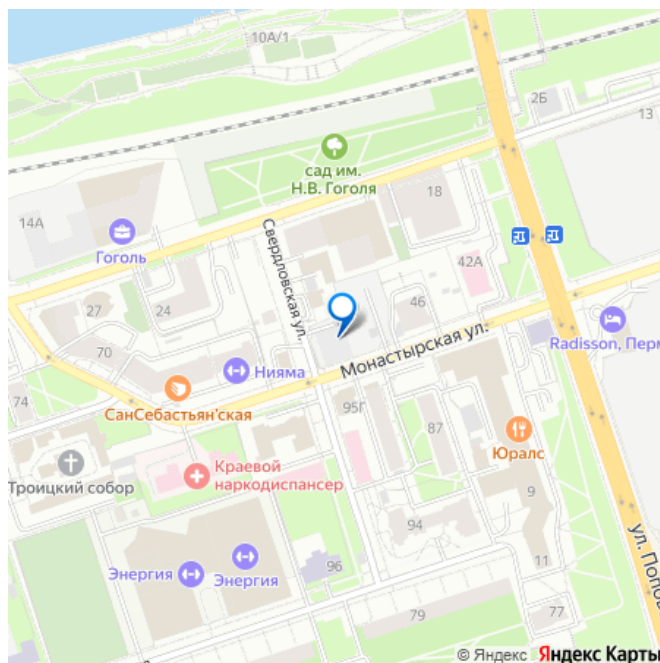 10А/1
2Б
13
сад им.
Н.В. Гоголя
18
14А
Гоголь
Свердловская ул.
42А
27
24
46
Radisson, Перм
70
Монастырская ул.
Нияма
74
СанСебастьян'ская
95Г
87
Юралс
Троицкий собор
Краевой
наркодиспансер
9
94
Энергия
Энергия
96
11
ул. Попов
79
77
© Яндекс Яндекс Карты